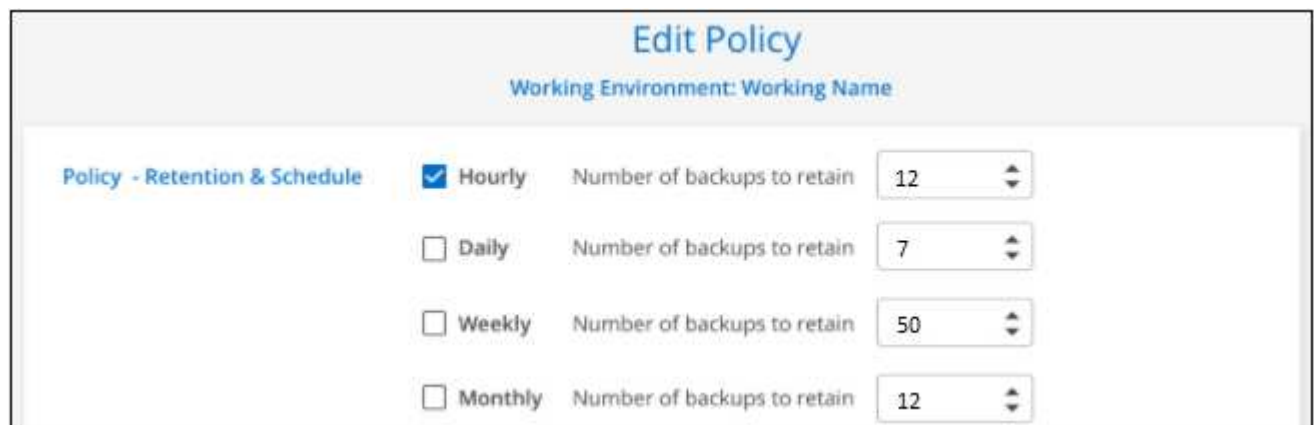 Edit Policy
Working Environment: Working Name
Policy - Retention & Schedule Hourly Number of backups to retain 12
Daily Number of backups to retain 7
Weekly Number of backups to retain 50
Monthly Number of backups to retain 12